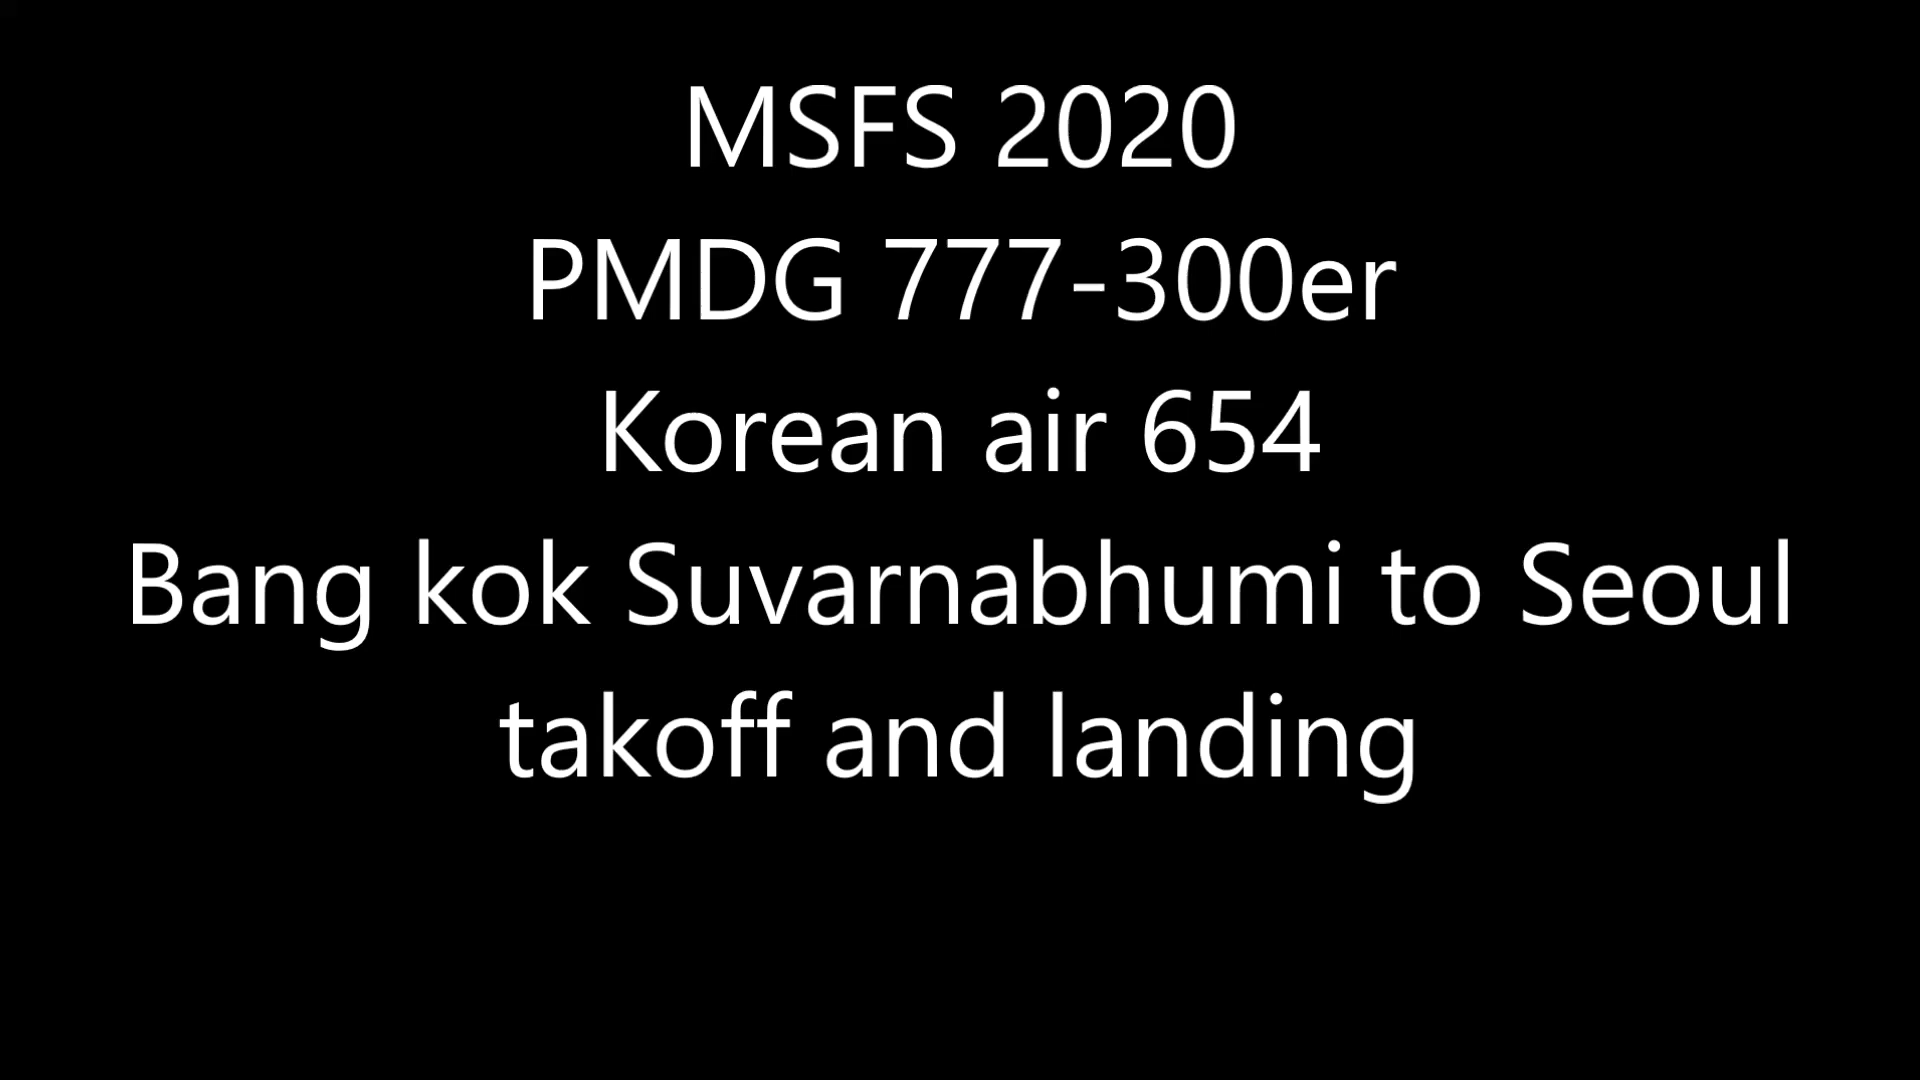 MSFS 2020
PMDG 777-300er
Korean air 654
Bang kok Suvarnabhumi to Seoul
takoff and landing